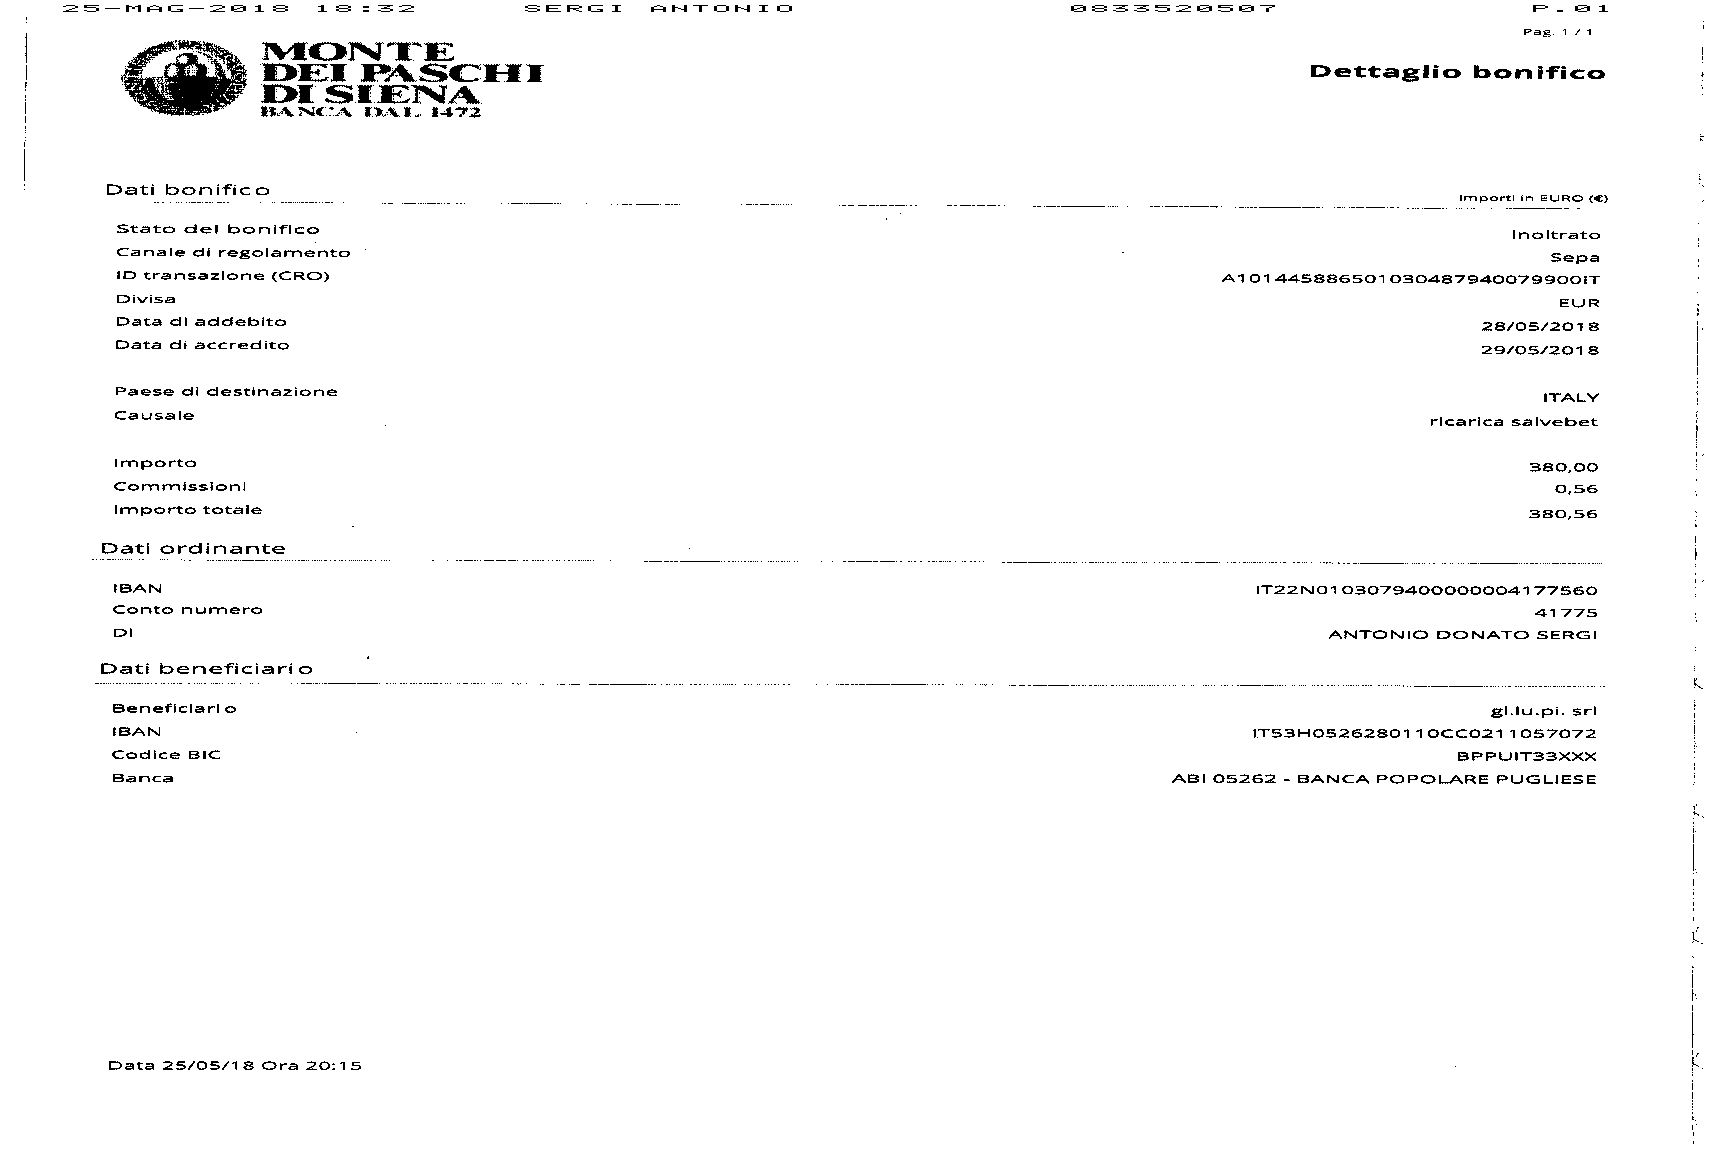 25-MAG-2018 18:32 SERGI ANTONIO 0833520507 P.01
Pag. 1 / 1
MONTE
DEI PASCHI
DI SIENA
BANCA DAL 1472
Dettaglio bonifico
Dati bonifico Importi in EURO (€)
Stato del bonifico Inoltrato
Canale di regolamento Sepa
ID transazione (CRO) A101445886501030487940079900IT
Divisa EUR
Data di addebito 28/05/2018
Data di accredito 29/05/2018
Paese di destinazione ITALY
Causale ricarica salvebet
Importo 380,00
Commissioni 0,56
Importo totale 380,56
Dati ordinante
IBAN IT22N0103079400000004177560
Conto numero 41775
DI ANTONIO DONATO SERGI
Dati beneficiario
Beneficiario gi.lu.pi. srl
IBAN IT53H0526280110CC0211057072
Codice BIC BPPUIT33XXX
Banca ABI 05262 - BANCA POPOLARE PUGLIESE
Data 25/05/18 Ora 20:15